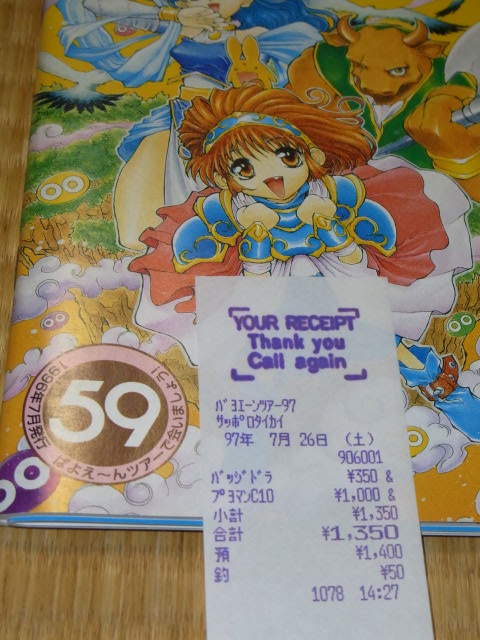 YOUR RECEIPT
Thank you
Call again
パヨエーンツアー97
サッポロタイカイ
97年 7月26日 (土)
906001
バッジドラ ¥350 &
プヨマンC10 ¥1,000 &
小計 ¥1,350
合計 ¥1,350
預 ¥1,400
釣 ¥50
1078 14:27
1996年7月発行
59
ばよえ〜んツアーで会いましょう!